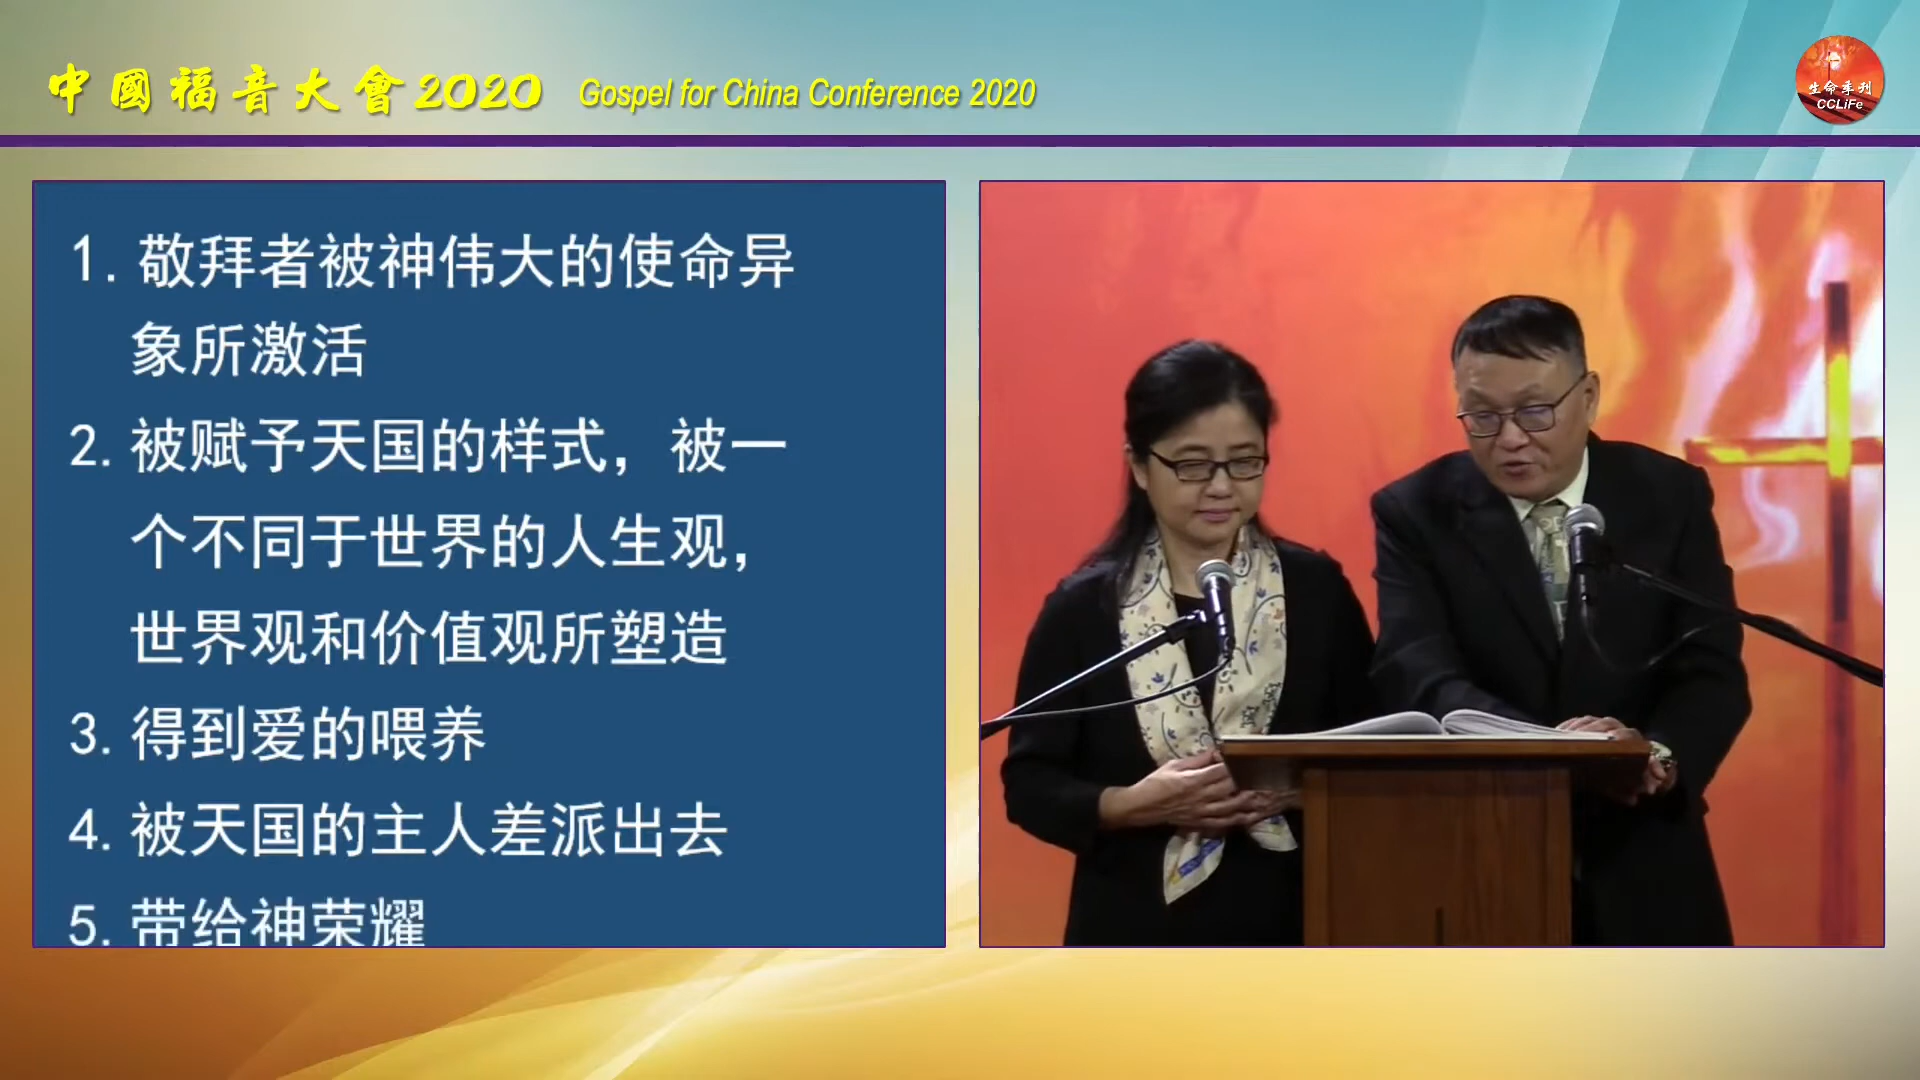 中國福音大會2020 Gospel for China Conference 2020
生命季刊
CCLiFe
1. 敬拜者被神伟大的使命异
象所激活
2. 被赋予天国的样式，被一
个不同于世界的人生观，
世界观和价值观所塑造
3. 得到爱的喂养
4. 被天国的主人差派出去
5. 带给神荣耀